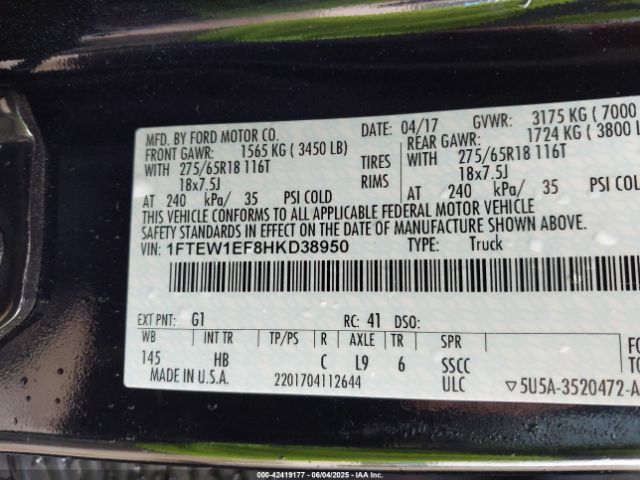 MFD. BY FORD MOTOR CO.
DATE: 04/17 GVWR: 3175 KG ( 7000
FRONT GAWR: 1565 KG ( 3450 LB)
REAR GAWR: 1724 KG ( 3800 L
WITH 275/65R18 116T TIRES
WITH 275/65R18 116T
18x7.5J RIMS
18x7.5J
AT 240 kPa/ 35 PSI COLD
AT 240 kPa/ 35 PSI COL
THIS VEHICLE CONFORMS TO ALL APPLICABLE FEDERAL MOTOR VEHICLE
SAFETY STANDARDS IN EFFECT ON THE DATE OF MANUFACTURE SHOWN ABOVE.
VIN: 1FTEW1EF8HKD38950 TYPE: Truck
EXT PNT: G1 RC: 41 DSO:
WB INT TR TP/PS R AXLE TR SPR
145 HB C L9 6 SSCC
MADE IN U.S.A. 2201704112644 ULC
▽5U5A-3520472-A
00-42419177 - 06/04/2025 - IAA Inc.